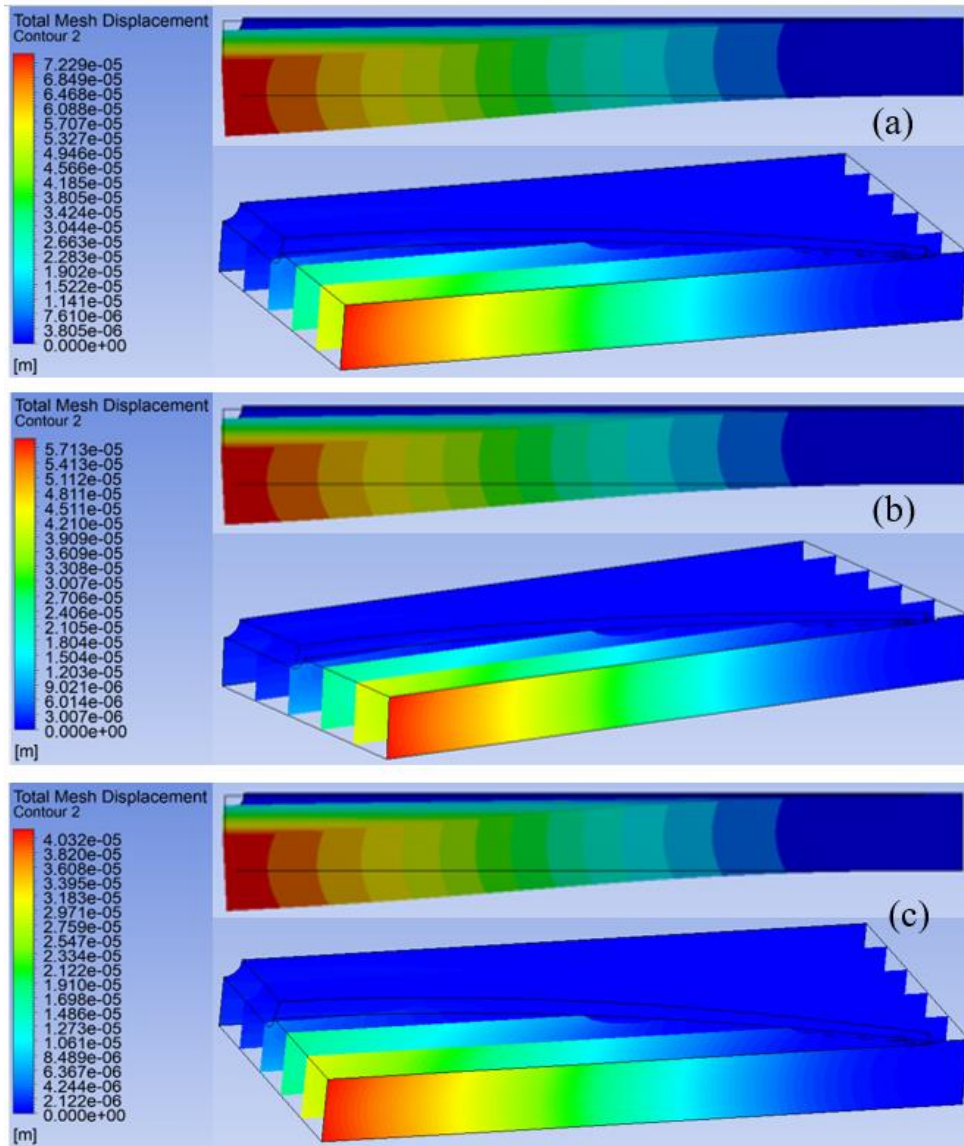 Total Mesh Displacement
Contour 2
7.229e-05
6.849e-05
6.468e-05
6.088e-05
5.707e-05
5.327e-05
4.946e-05
4.566e-05
4.185e-05
3.805e-05
3.424e-05
3.044e-05
2.663e-05
2.283e-05
1.902e-05
1.522e-05
1.141e-05
7.610e-06
3.805e-06
0.000e+00
[m]
(a)
Total Mesh Displacement
Contour 2
5.713e-05
5.413e-05
5.112e-05
4.811e-05
4.511e-05
4.210e-05
3.909e-05
3.609e-05
3.308e-05
3.007e-05
2.706e-05
2.406e-05
2.105e-05
1.804e-05
1.504e-05
1.203e-05
9.021e-06
6.014e-06
3.007e-06
0.000e+00
[m]
(b)
Total Mesh Displacement
Contour 2
4.032e-05
3.820e-05
3.608e-05
3.395e-05
3.183e-05
2.971e-05
2.759e-05
2.547e-05
2.334e-05
2.122e-05
1.910e-05
1.698e-05
1.486e-05
1.273e-05
1.061e-05
8.489e-06
6.367e-06
4.244e-06
2.122e-06
0.000e+00
[m]
(c)